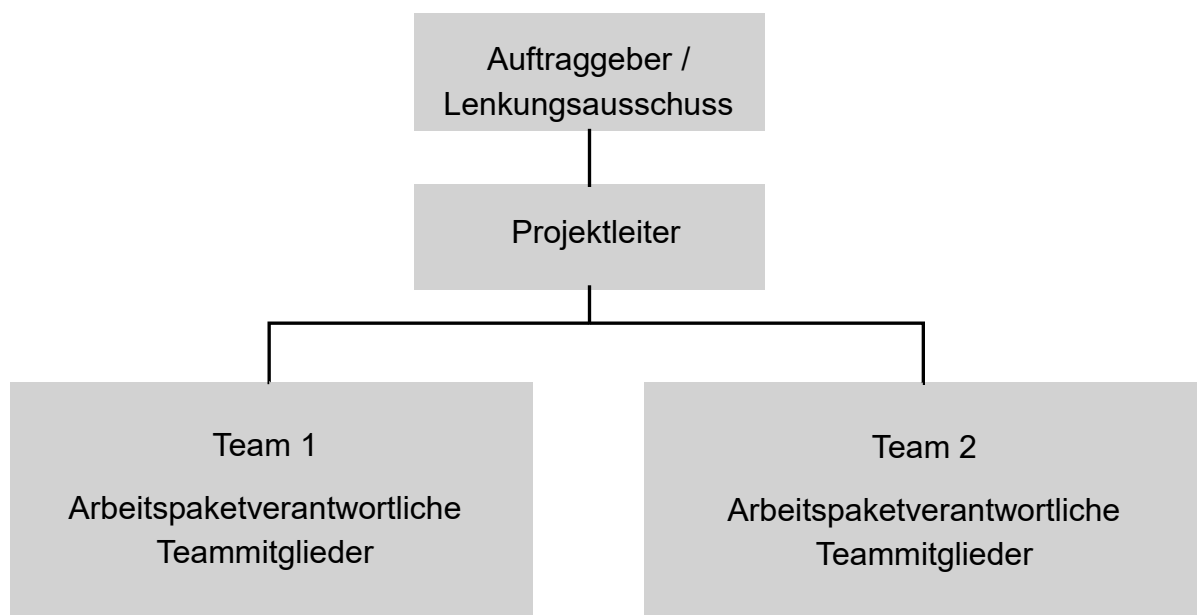 Auftraggeber /
Lenkungsausschuss
Projektleiter
Team 1
Arbeitspaketverantwortliche
Teammitglieder
Team 2
Arbeitspaketverantwortliche
Teammitglieder